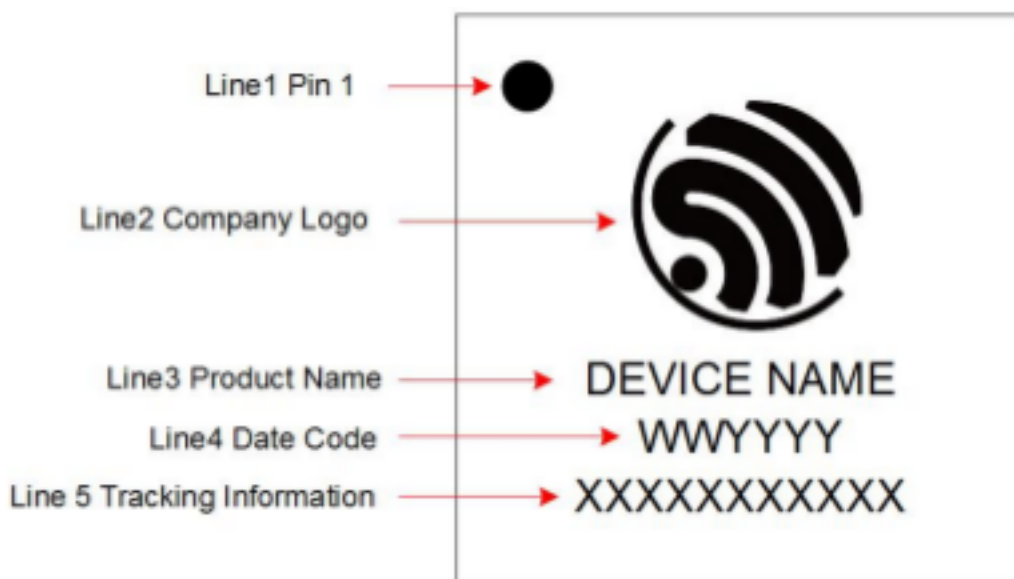 Line1 Pin 1
Line2 Company Logo
Line3 Product Name
DEVICE NAME
Line4 Date Code
WWYYYY
Line 5 Tracking Information
XXXXXXXXXXX